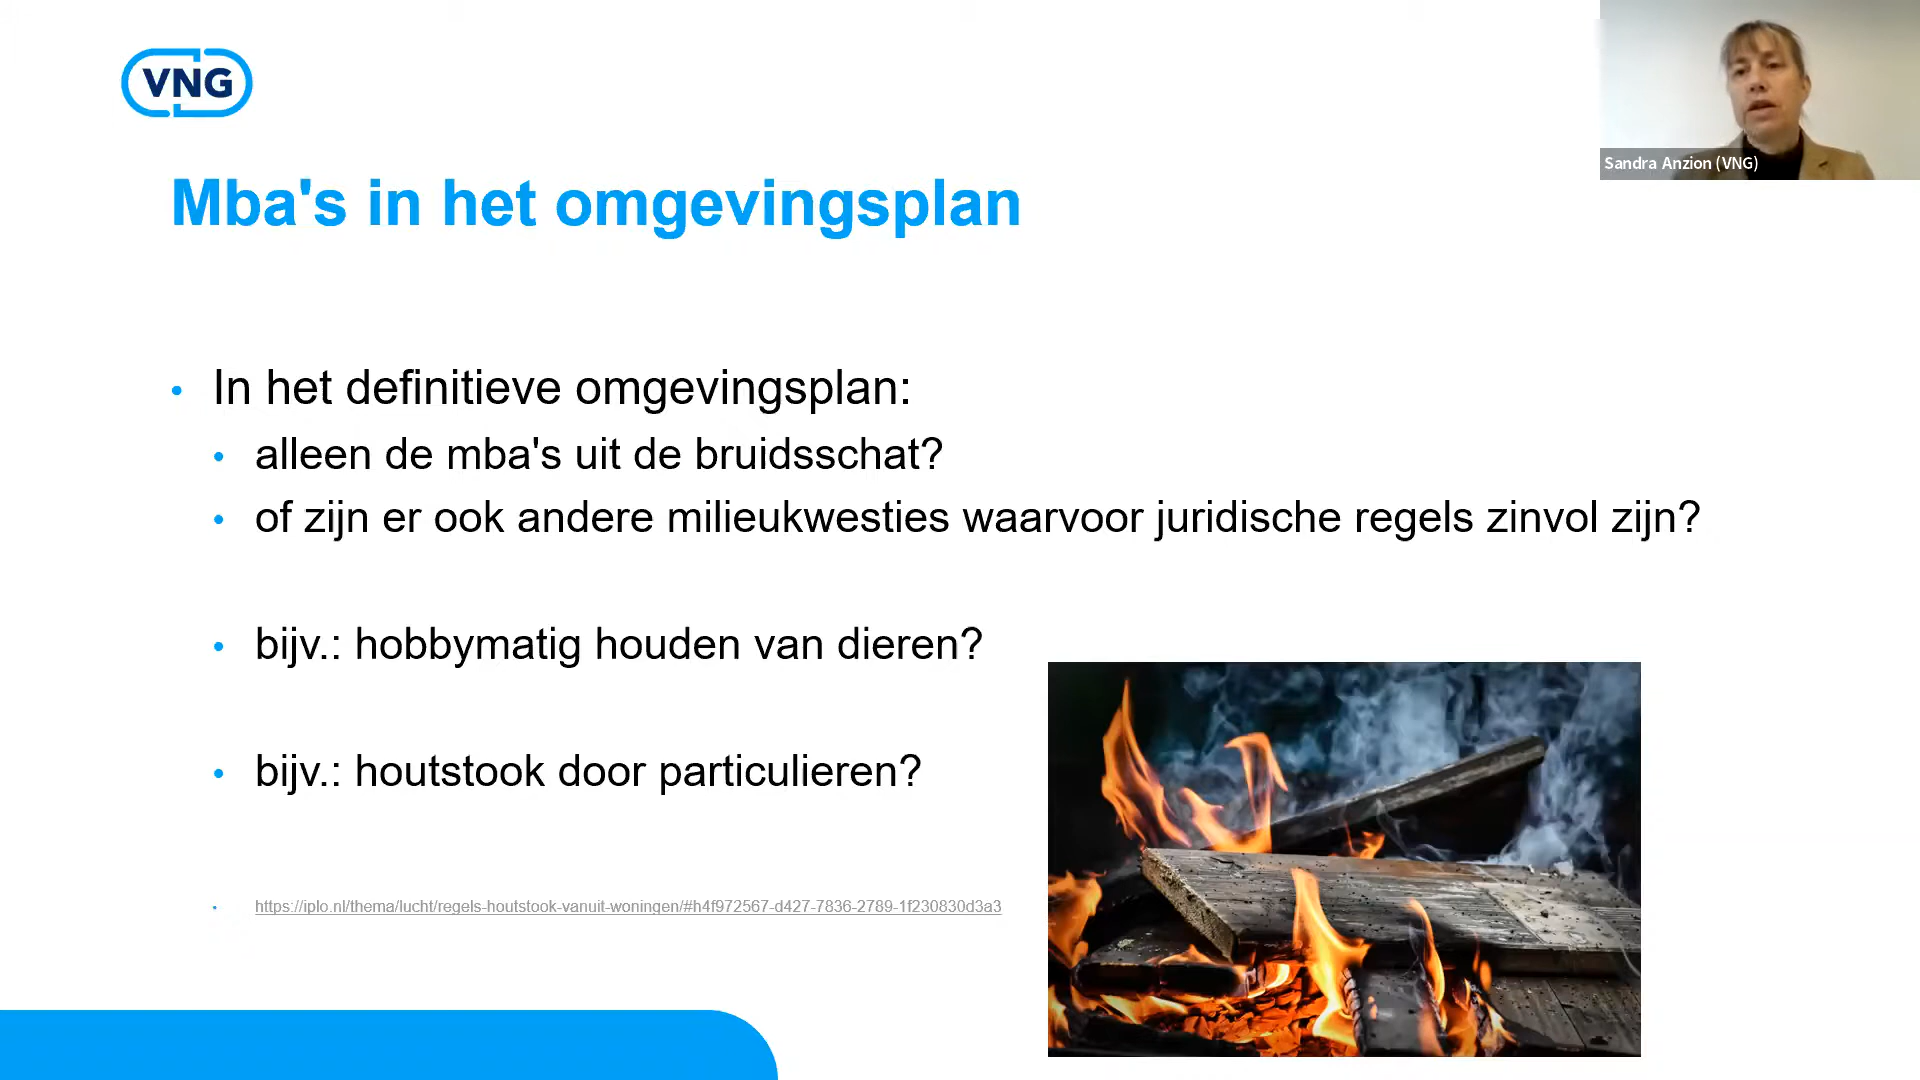 VNG
Sandra Anzion (VNG)
Mba's in het omgevingsplan
• In het definitieve omgevingsplan:
• alleen de mba's uit de bruidsschat?
• of zijn er ook andere milieukwesties waarvoor juridische regels zinvol zijn?
• bijv.: hobbymatig houden van dieren?
• bijv.: houtstook door particulieren?
• https://iplo.nl/thema/lucht/regels-houtstook-vanuit-woningen/#h4f972567-d427-7836-2789-1f230830d3a3